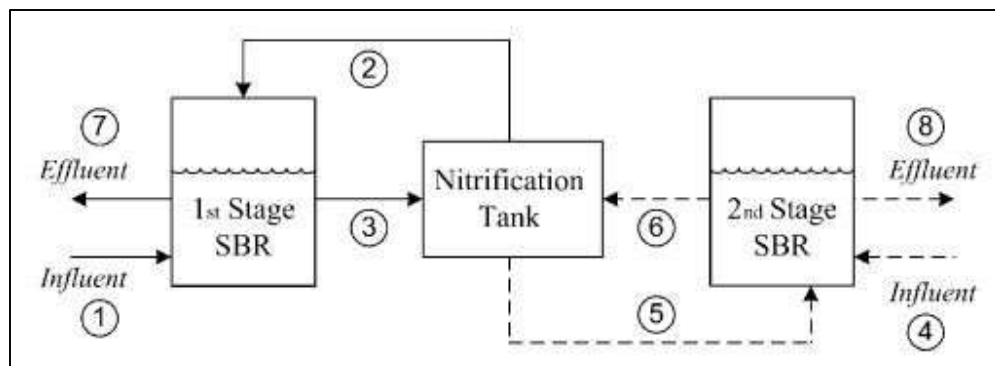 ②
⑦
⑧
Effluent
Effluent
Nitrification
Tank
1st Stage
SBR
2nd Stage
SBR
③
⑥
Influent
Influent
①
⑤
④